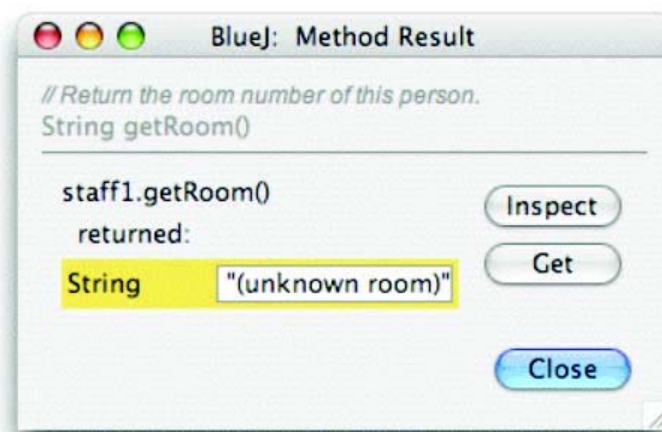 BlueJ: Method Result
// Return the room number of this person.
String getRoom()
staff1.getRoom()
returned:
String "(unknown room)"
Inspect
Get
Close